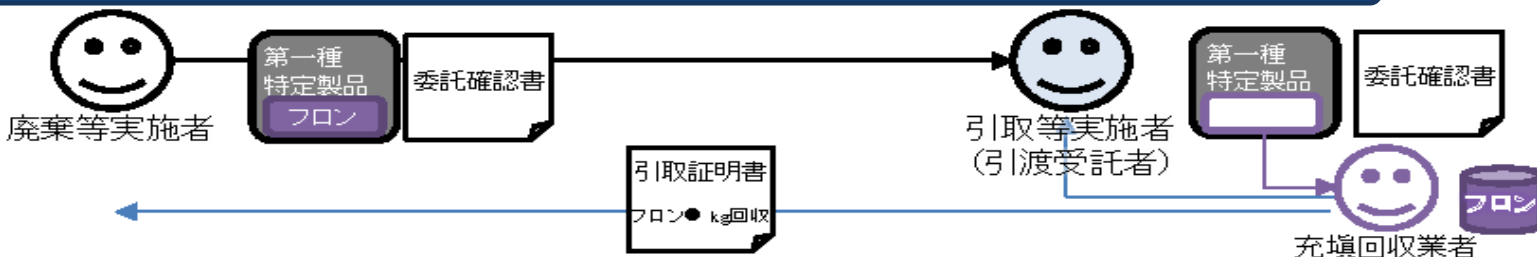 第一種
特定製品
フロン
委託確認書
廃棄等実施者
引取等実施者
(引渡受託者)
第一種
特定製品
委託確認書
引取証明書
フロン●kg回収
フロン
充填回収業者